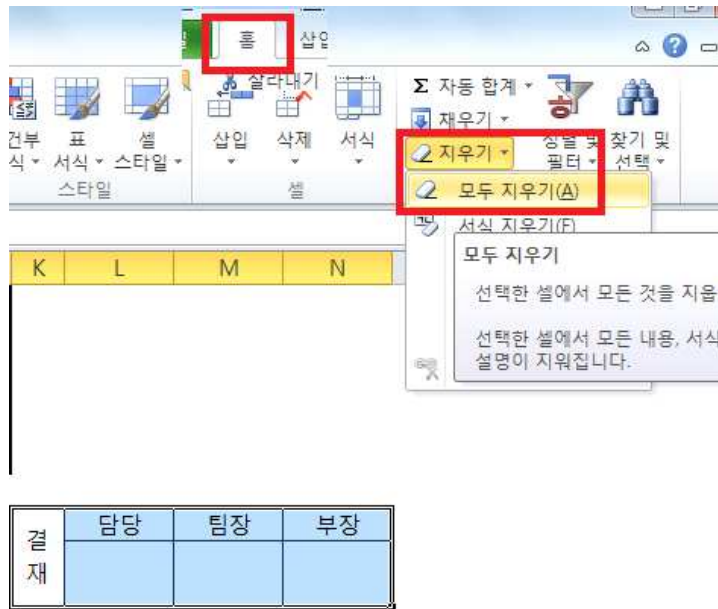 홈
삽입
잘라내기
Σ 자동 합계
채우기
지우기
표
서식
셀
스타일
삽입
삭제
서식
정렬 및
필터
찾기 및
선택
스타일
셀
모두 지우기(A)
서식 지우기(F)
모두 지우기
선택한 셀에서 모든 것을 지웁
선택한 셀에서 모든 내용, 서식
설명이 지워집니다.
K L M N
결재
담당 팀장 부장